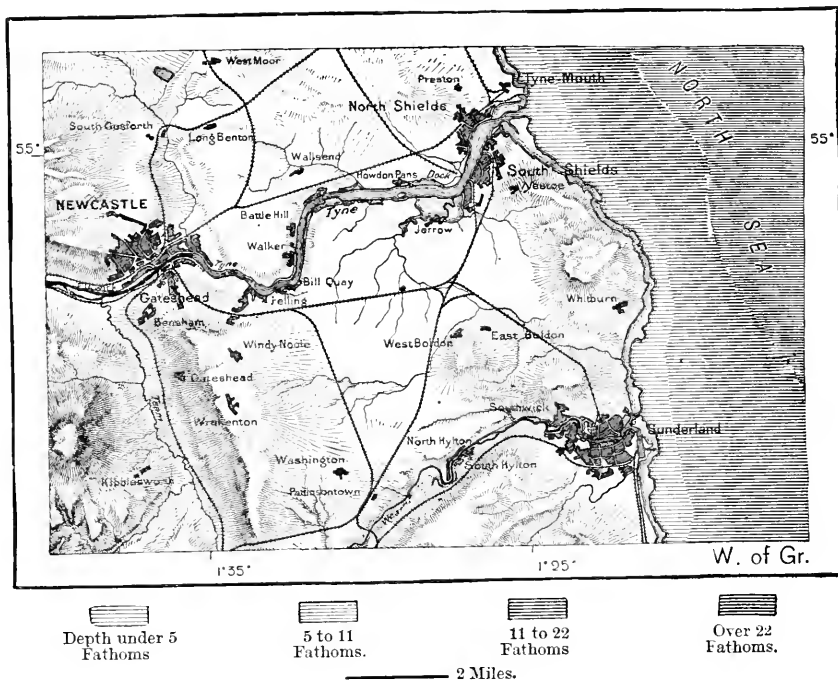 West Moor
Preston
Tyne-Mouth
NORTH
SEA
North Shields
South Gosforth
Long Benton
55°
55°
Wallsend
Howdon Pans
Dock
South Shields
Westoe
NEWCASTLE
Battle Hill
Tyne
Jarrow
Walker
Tyne
Bill Quay
Gateshead
Felling
Whitburn
Bensham
Windy Nook
West Boldon
East Boldon
Gateshead
Team
Wrekenton
Southwick
Sunderland
North Hylton
South Hylton
Washington
Kibblesworth
Pattinsontown
Wear
1°35'
1°25'
W. of Gr.
Depth under 5
Fathoms
5 to 11
Fathoms.
11 to 22
Fathoms
Over 22
Fathoms.
2 Miles.